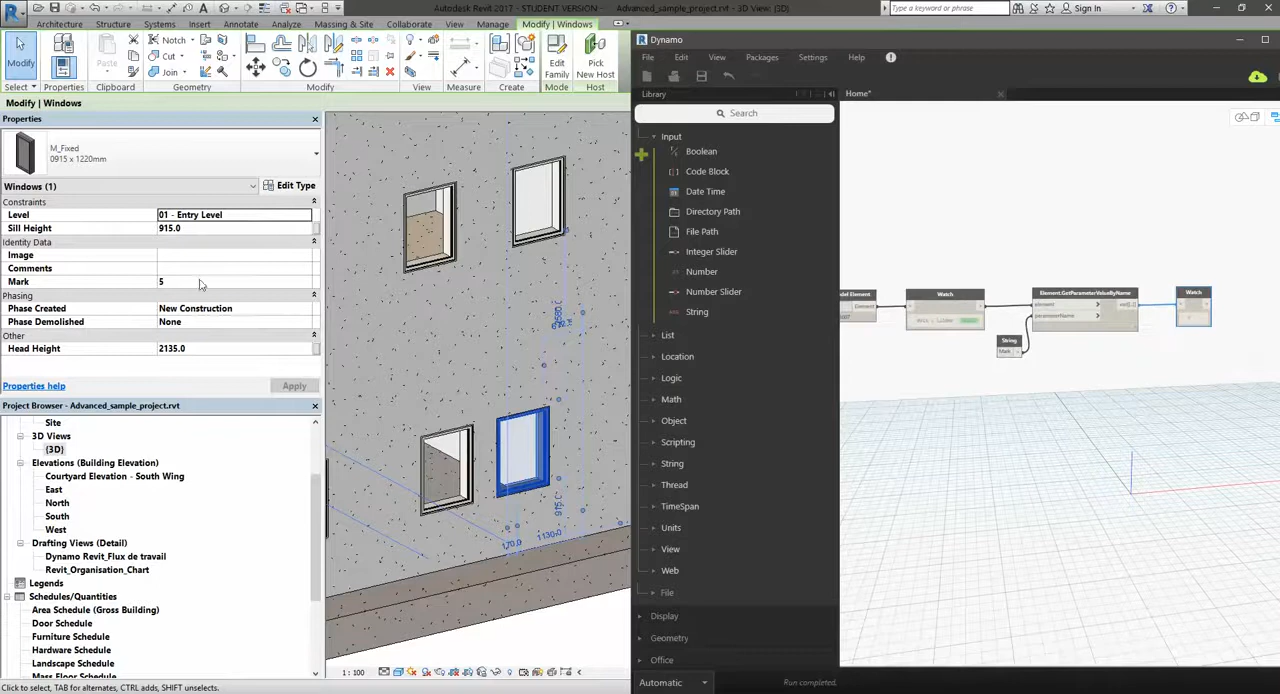 Autodesk Revit 2017 - STUDENT VERSION - Advanced_sample_project.rvt - 3D View: {3D}
Type a keyword or phrase
Sign In
Architecture Structure Systems Insert Annotate Analyze Massing & Site Collaborate View Manage Modify | Windows
Modify
Paste
Notch
Cut
Join
Edit Family
Pick New Host
Select Properties Clipboard Geometry Modify View Measure Create Mode Host
Modify | Windows
Properties
M_Fixed
0915 x 1220mm
Windows (1)
Edit Type
Constraints
Level 01 - Entry Level
Sill Height 915.0
Identity Data
Image
Comments
Mark 5
Phasing
Phase Created New Construction
Phase Demolished None
Other
Head Height 2135.0
Properties help
Apply
Project Browser - Advanced_sample_project.rvt
Site
3D Views
{3D}
Elevations (Building Elevation)
Courtyard Elevation - South Wing
East
North
South
West
Drafting Views (Detail)
Dynamo Revit_Flux de travail
Revit_Organisation_Chart
Legends
Schedules/Quantities
Area Schedule (Gross Building)
Door Schedule
Furniture Schedule
Hardware Schedule
Landscape Schedule
170.0
1130.0
1 : 100
Click to select, TAB for alternates, CTRL adds, SHIFT unselects.
Dynamo
File Edit View Packages Settings Help
Library
Search
Input
Boolean
Code Block
Date Time
Directory Path
File Path
Integer Slider
Number
Number Slider
String
List
Location
Logic
Math
Object
Scripting
String
Thread
TimeSpan
Units
View
Web
File
Display
Geometry
Office
Automatic
Run completed.
Home*
Element
Element
Watch
Element.GetParameterValueByName
element
parameterName
var[]..[]
String
Mark
Watch